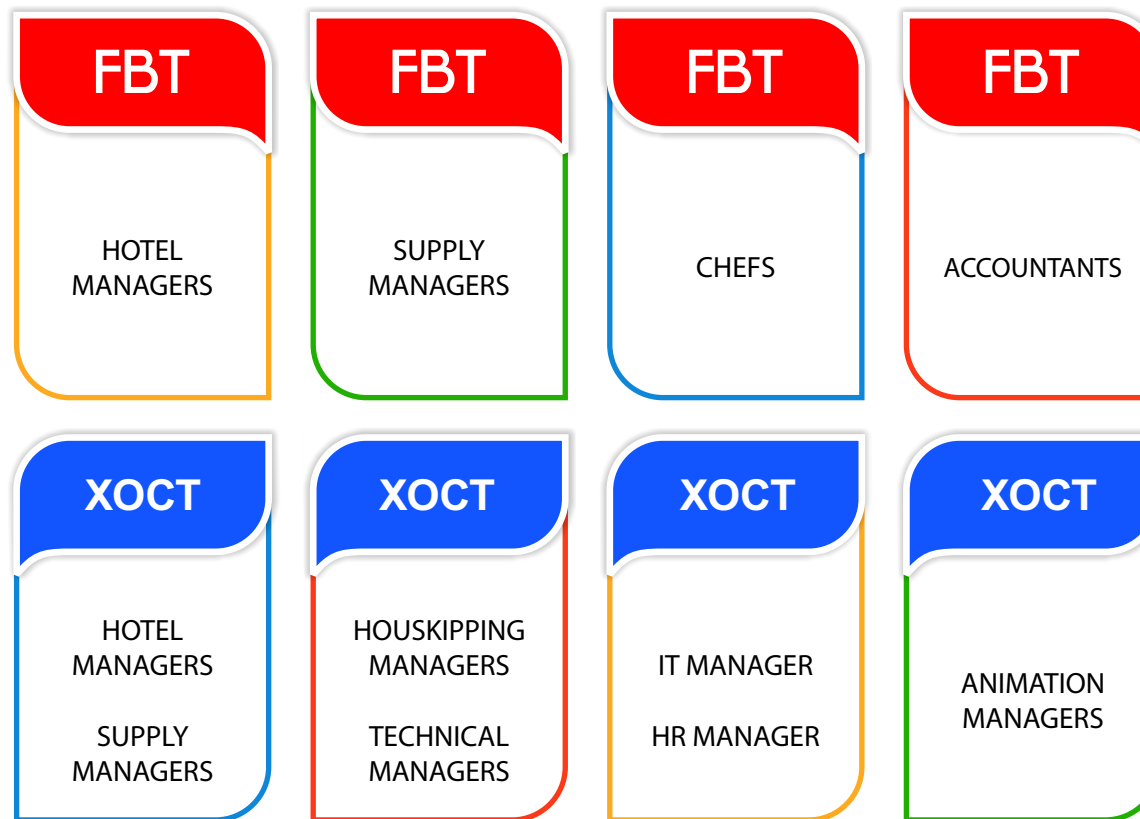 FBT
HOTEL
MANAGERS
FBT
SUPPLY
MANAGERS
FBT
CHEFS
FBT
ACCOUNTANTS
XOCT
HOTEL
MANAGERS
SUPPLY
MANAGERS
XOCT
HOUSKIPPING
MANAGERS
TECHNICAL
MANAGERS
XOCT
IT MANAGER
HR MANAGER
XOCT
ANIMATION
MANAGERS